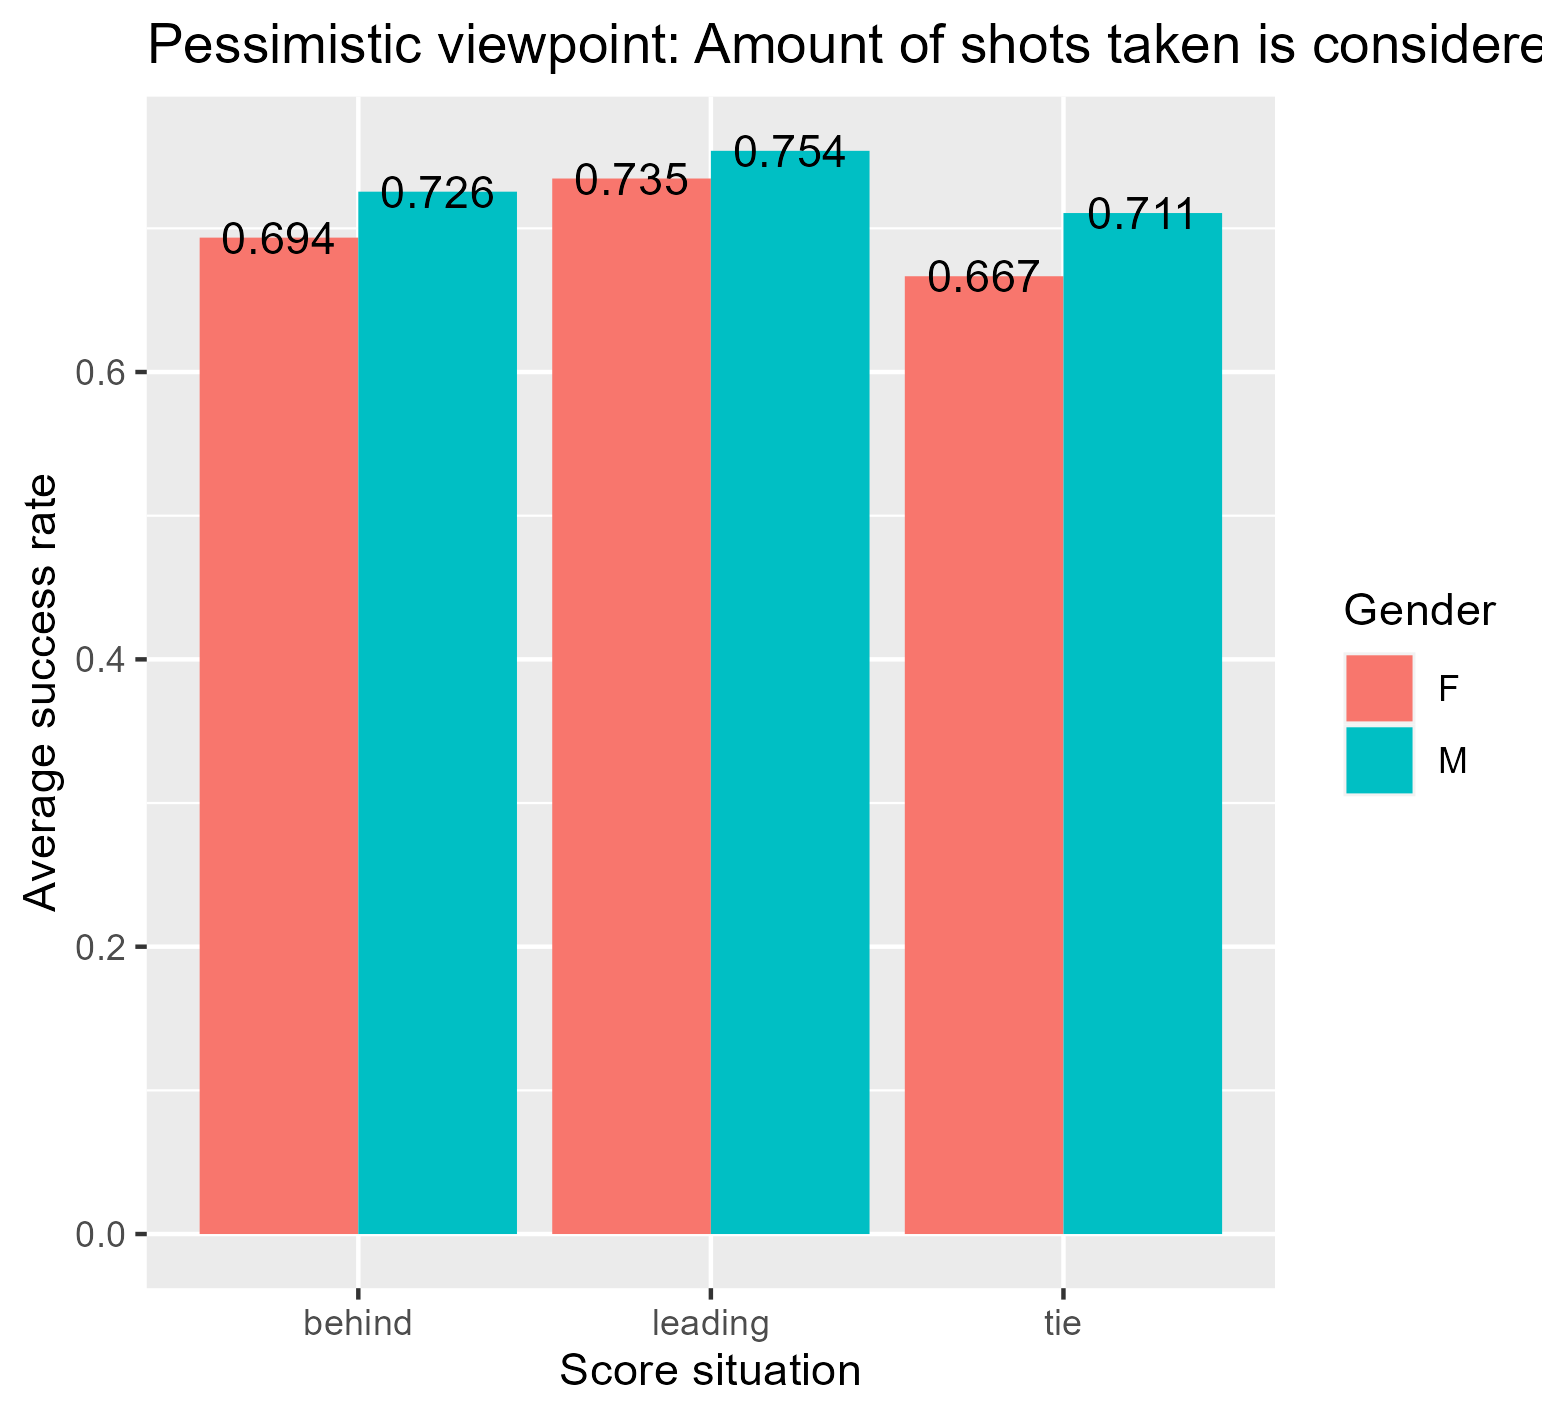 Pessimistic viewpoint: Amount of shots taken is considere
0.694
0.726
0.735
0.754
0.667
0.711
0.6
0.4
0.2
0.0
Average success rate
behind
leading
tie
Score situation
Gender
F
M